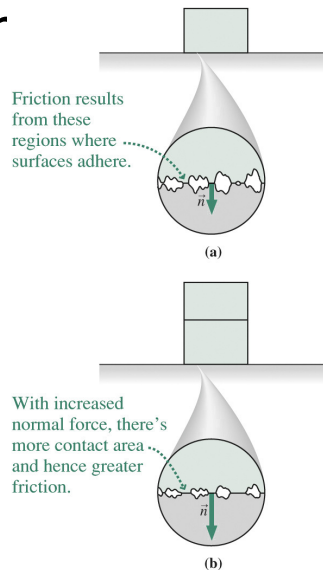 Friction results
from these
regions where
surfaces adhere.
n⃗
(a)
With increased
normal force, there's
more contact area
and hence greater
friction.
n⃗
(b)